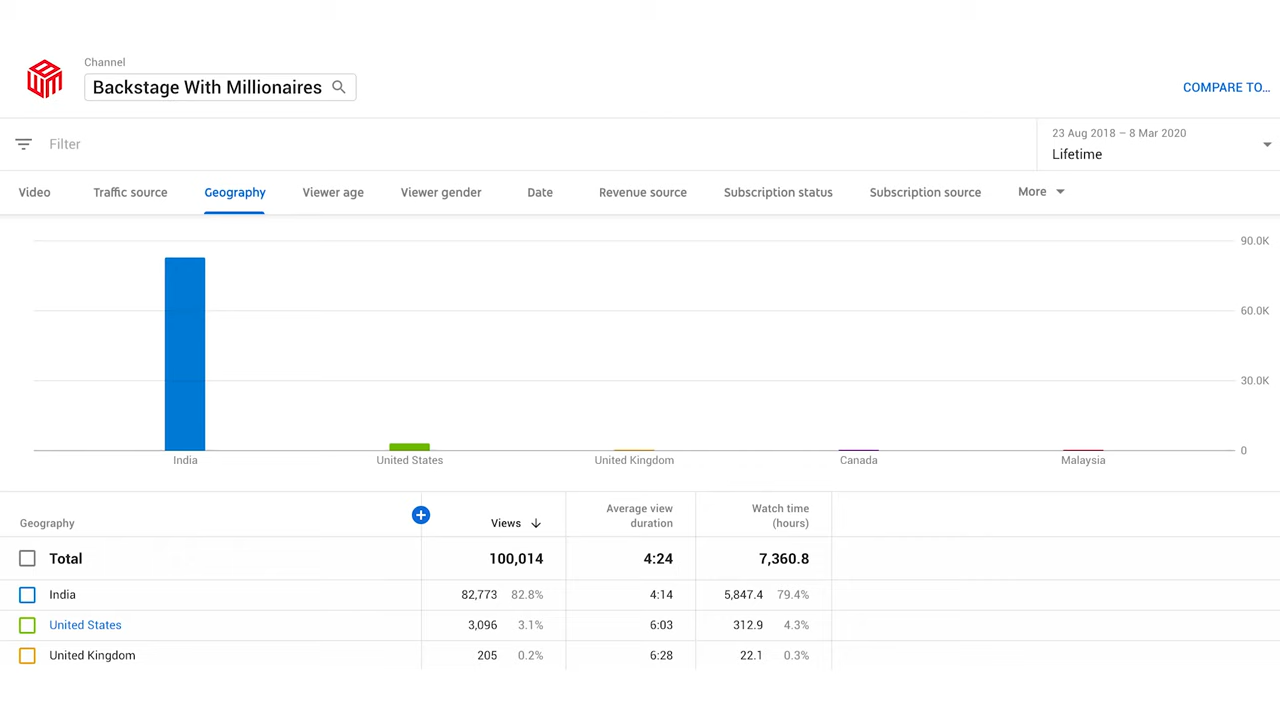 Channel
Backstage With Millionaires
COMPARE TO...
Filter
23 Aug 2018 – 8 Mar 2020
Lifetime
Video Traffic source Geography Viewer age Viewer gender Date Revenue source Subscription status Subscription source More
90.0K
60.0K
30.0K
0
India United States United Kingdom Canada Malaysia
Geography Views Average view duration Watch time (hours)
Total 100,014 4:24 7,360.8
India 82,773 82.8% 4:14 5,847.4 79.4%
United States 3,096 3.1% 6:03 312.9 4.3%
United Kingdom 205 0.2% 6:28 22.1 0.3%